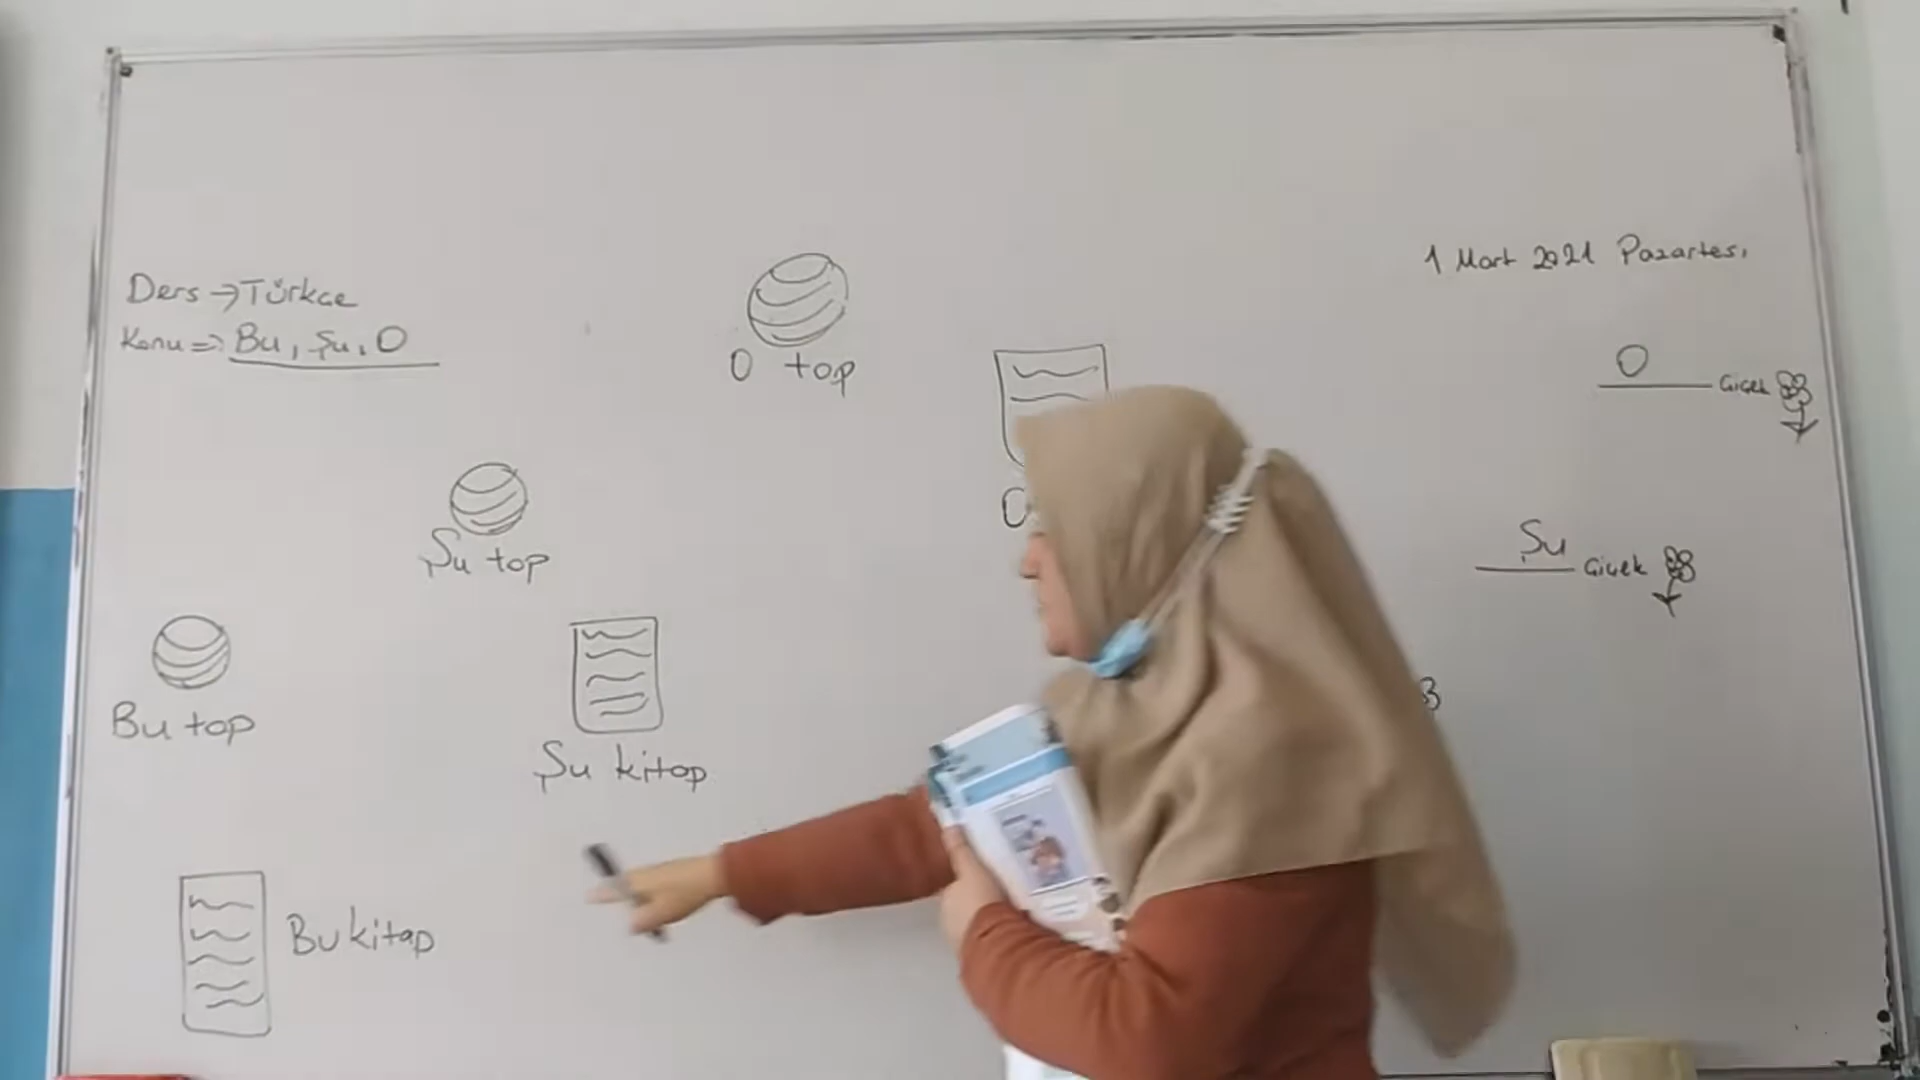 Ders → Türkçe
Konu ⇒ Bu, Şu, O
1 Mart 2021 Pazartesi
O top
O
O Çiçek
Şu top
Şu Çiçek
Bu top
Şu kitap
Bu kitap